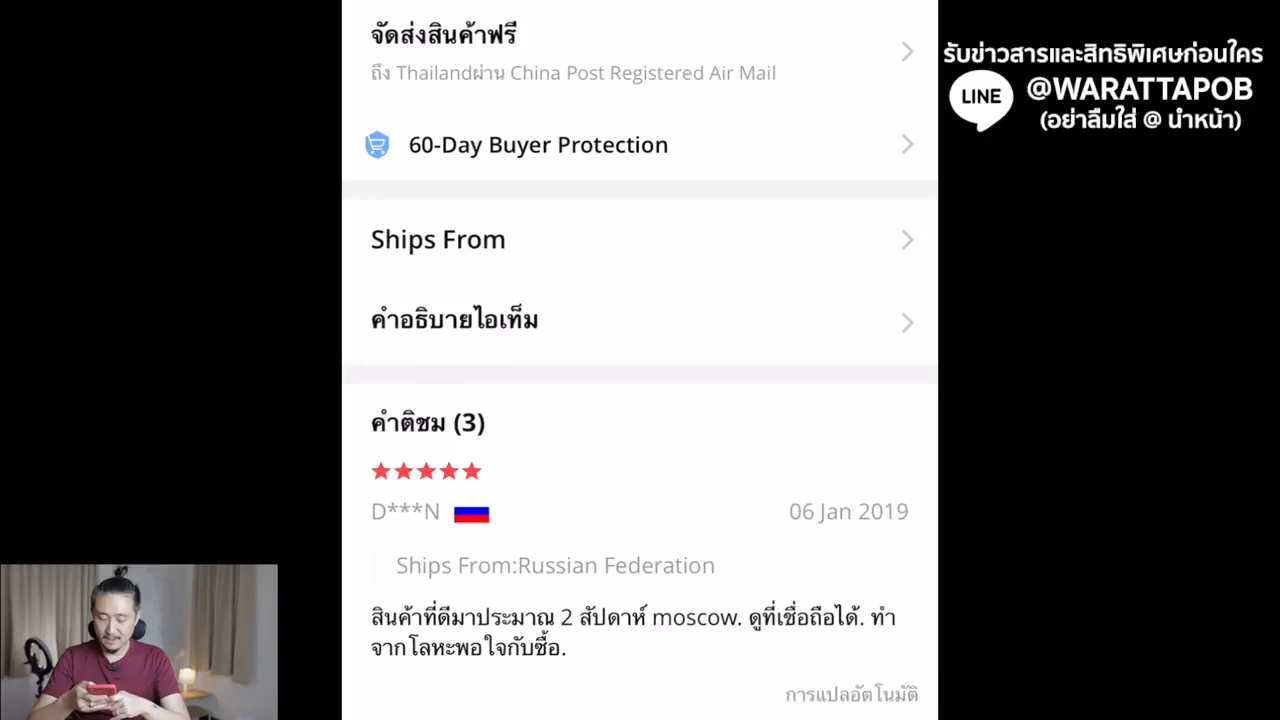 จัดส่งสินค้าฟรี
ถึง Thailandผ่าน China Post Registered Air Mail
60-Day Buyer Protection
Ships From
คำอธิบายไอเท็ม
คำติชม (3)
D***N
06 Jan 2019
Ships From:Russian Federation
สินค้าที่ดีมาประมาณ 2 สัปดาห์ moscow. ดูที่เชื่อถือได้. ทำ
จากโลหะพอใจกับซื้อ.
การแปลอัตโนมัติ
รับข่าวสารและสิทธิพิเศษก่อนใคร
LINE
@WARATTAPOB
(อย่าลืมใส่ @ นำหน้า)